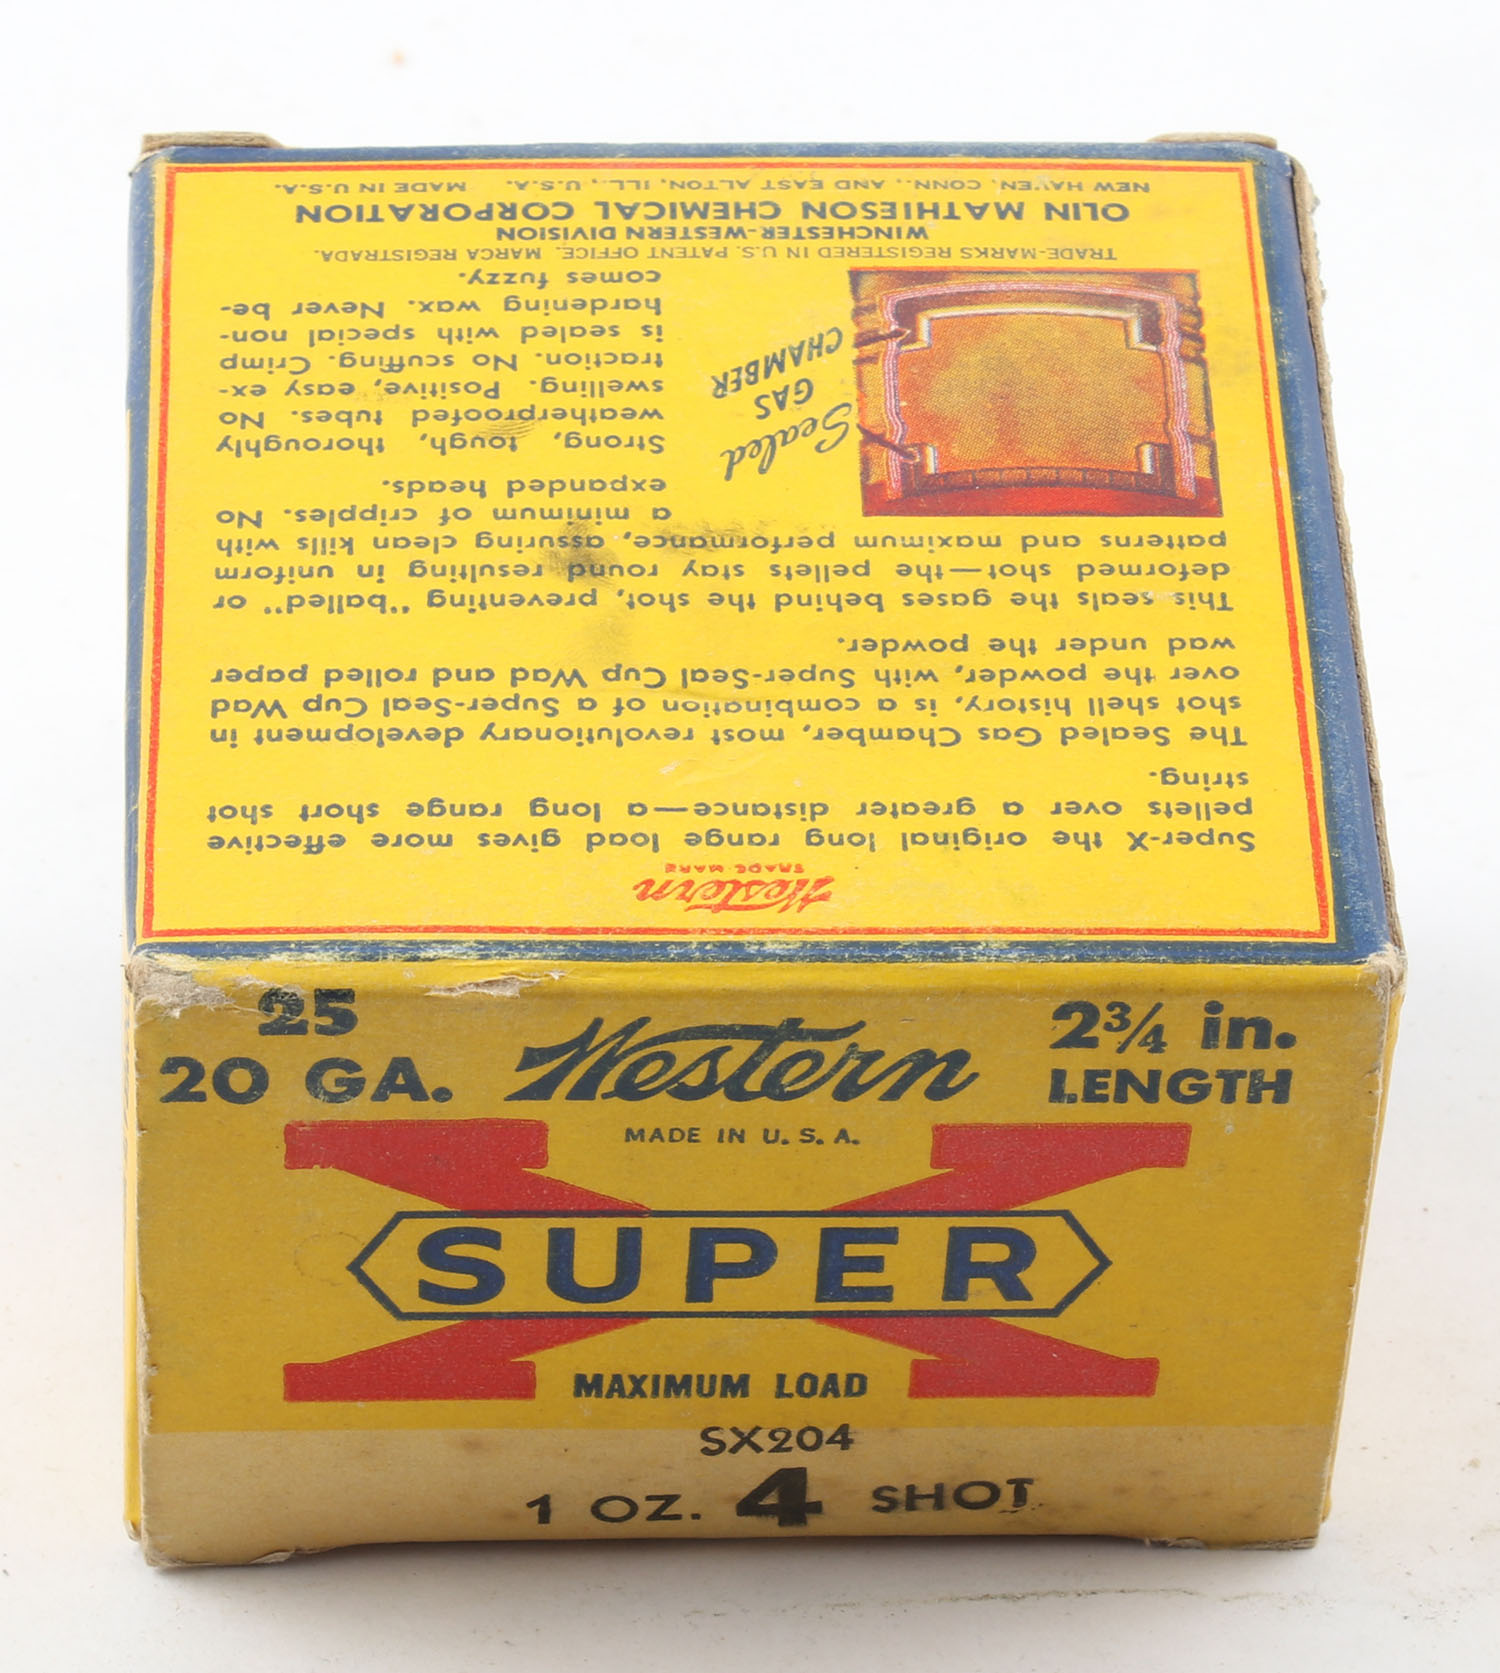 Western
TRADE-MARK
Super-X the original long range load gives more effective
pellets over a greater distance—a long range short shot
string.
The Sealed Gas Chamber, most revolutionary development in
shot shell history, is a combination of a Super-Seal Cup Wad
over the powder, with Super-Seal Cup Wad and rolled paper
wad under the powder.
This seals the gases behind the shot, preventing "balled" or
deformed shot—the pellets stay round resulting in uniform
patterns and maximum performance, assuring clean kills with
a minimum of cripples. No
expanded heads.
Strong, tough, thoroughly
weatherproofed tubes. No
swelling. Positive, easy ex-
traction. No scuffing. Crimp
is sealed with special non-
hardening wax. Never be-
comes fuzzy.
Sealed
GAS
CHAMBER
TRADE-MARKS REGISTERED IN U.S. PATENT OFFICE. MARCA REGISTRADA.
WINCHESTER-WESTERN DIVISION
OLIN MATHIESON CHEMICAL CORPORATION
NEW HAVEN, CONN., AND EAST ALTON, ILL., U.S.A. MADE IN U.S.A.
25
20 GA.
Western
2 3/4 in.
LENGTH
MADE IN U. S. A.
X
SUPER
MAXIMUM LOAD
SX204
1 OZ. 4 SHOT